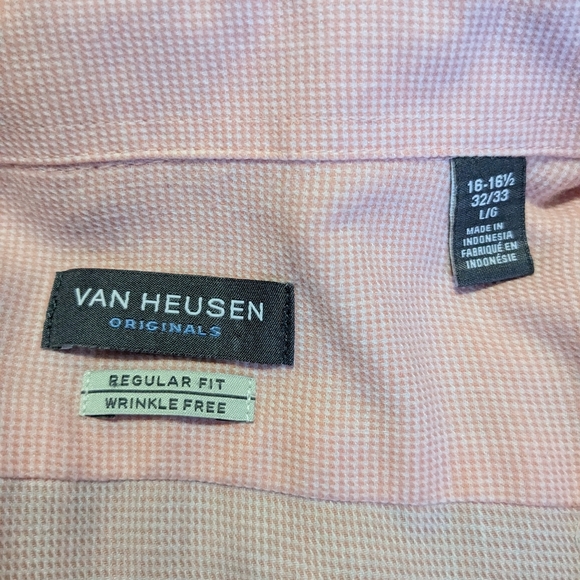 16-16½
32/33
L/G
MADE IN
INDONESIA
FABRIQUÉ EN
INDONÉSIE
VAN HEUSEN
ORIGINALS
REGULAR FIT
WRINKLE FREE